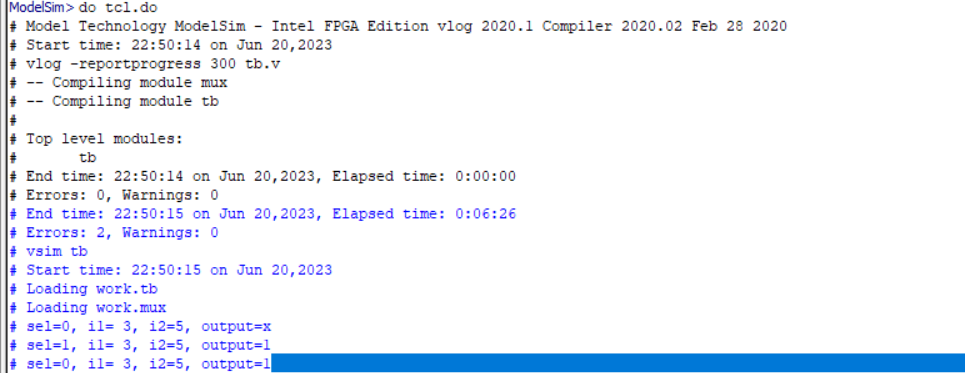 ModelSim> do tcl.do
# Model Technology ModelSim - Intel FPGA Edition vlog 2020.1 Compiler 2020.02 Feb 28 2020
# Start time: 22:50:14 on Jun 20,2023
# vlog -reportprogress 300 tb.v
# -- Compiling module mux
# -- Compiling module tb
#
# Top level modules:
#       tb
# End time: 22:50:14 on Jun 20,2023, Elapsed time: 0:00:00
# Errors: 0, Warnings: 0
# End time: 22:50:15 on Jun 20,2023, Elapsed time: 0:06:26
# Errors: 2, Warnings: 0
# vsim tb
# Start time: 22:50:15 on Jun 20,2023
# Loading work.tb
# Loading work.mux
# sel=0, i1= 3, i2=5, output=x
# sel=1, i1= 3, i2=5, output=1
# sel=0, i1= 3, i2=5, output=1